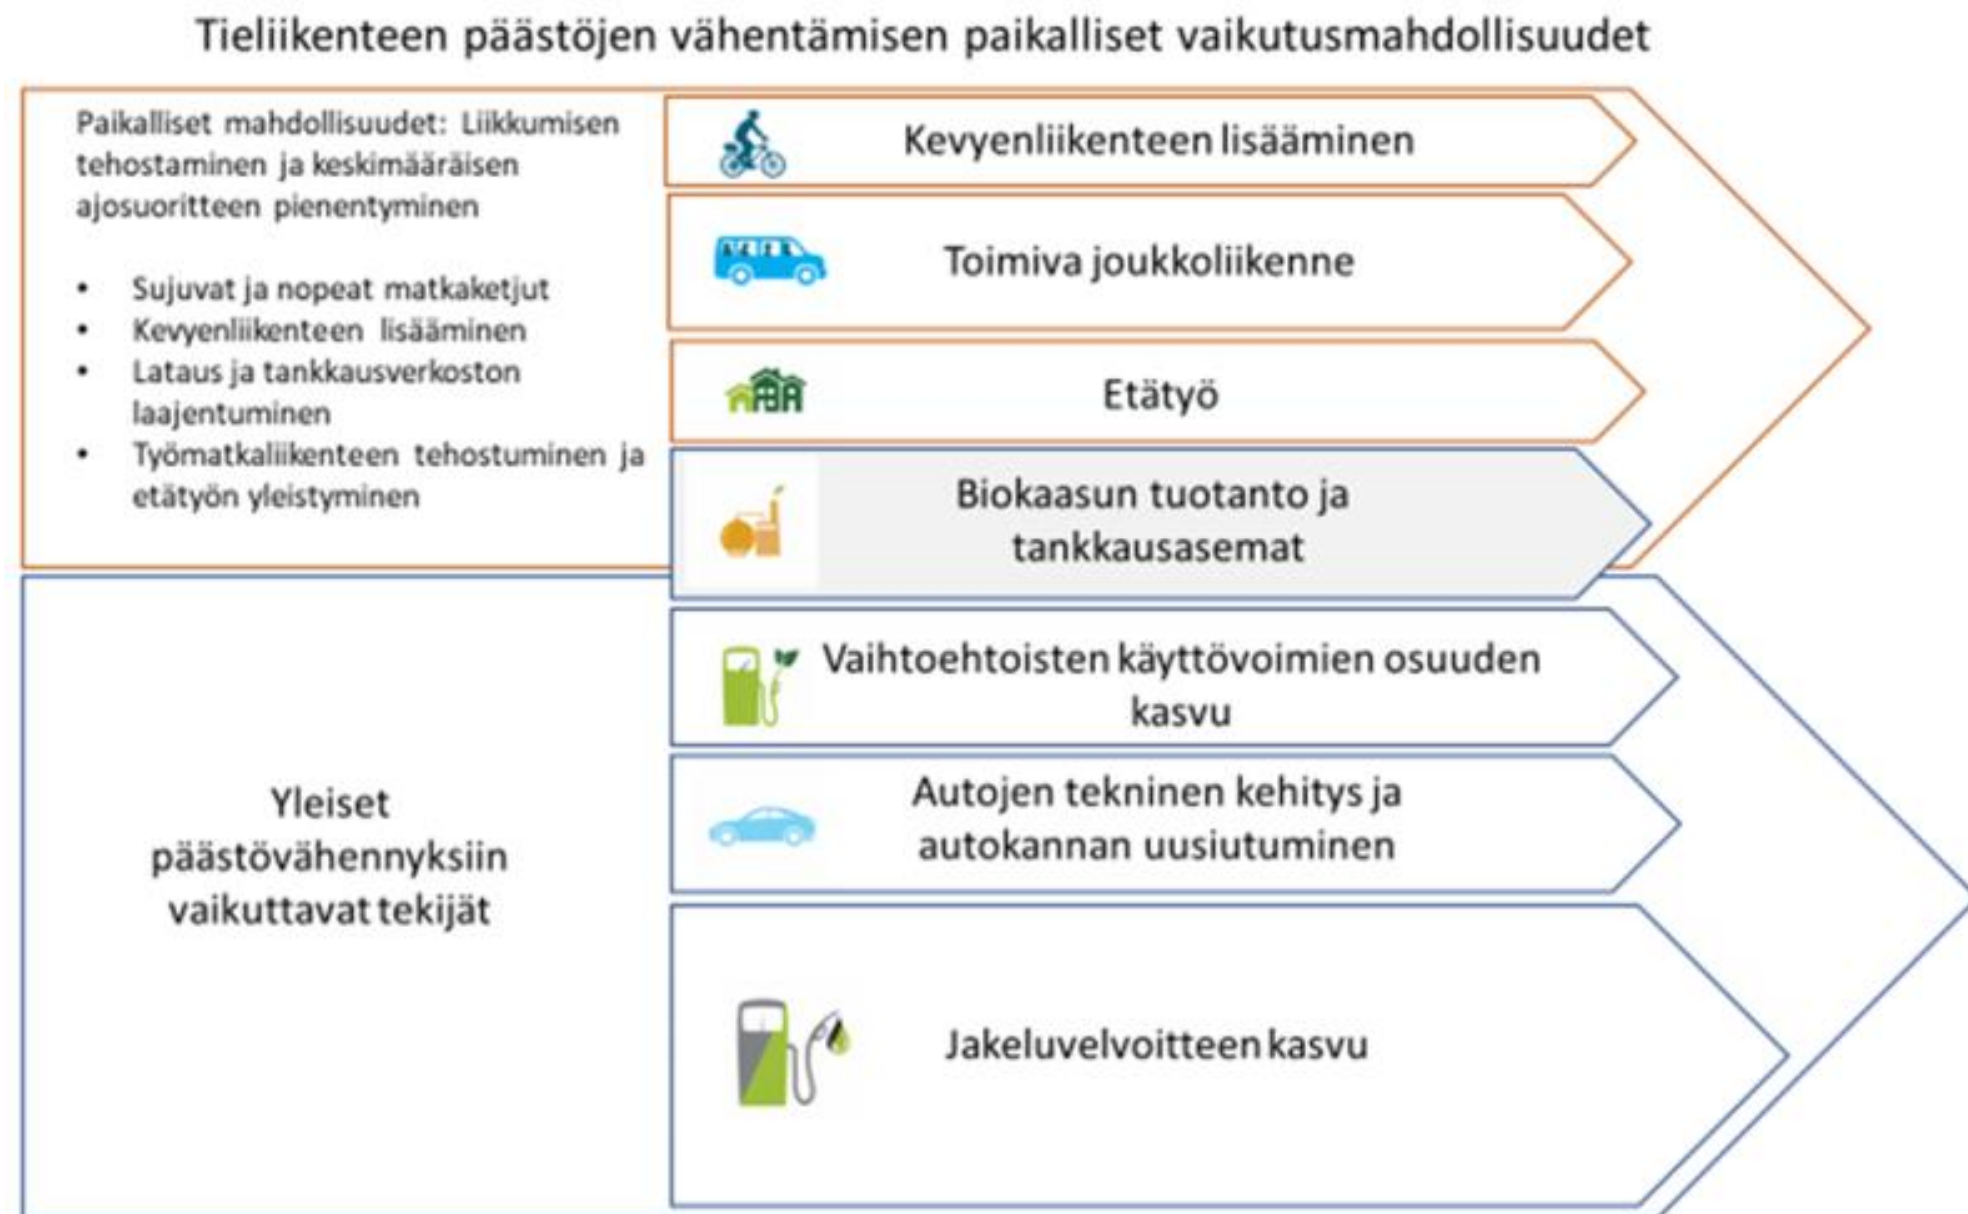 Tieliikenteen päästöjen vähentämisen paikalliset vaikutusmahdollisuudet
Paikalliset mahdollisuudet: Liikkumisen
tehostaminen ja keskimääräisen
ajosuoritteen pienentyminen
• Sujuvat ja nopeat matkaketjut
• Kevyenliikenteen lisääminen
• Lataus ja tankkausverkoston
laajentuminen
• Työmatkaliikenteen tehostuminen ja
etätyön yleistyminen
Kevyenliikenteen lisääminen
Toimiva joukkoliikenne
Etätyö
Biokaasun tuotanto ja
tankkausasemat
Yleiset
päästövähennyksiin
vaikuttavat tekijät
Vaihtoehtoisten käyttövoimien osuuden
kasvu
Autojen tekninen kehitys ja
autokannan uusiutuminen
Jakeluvelvoitteen kasvu